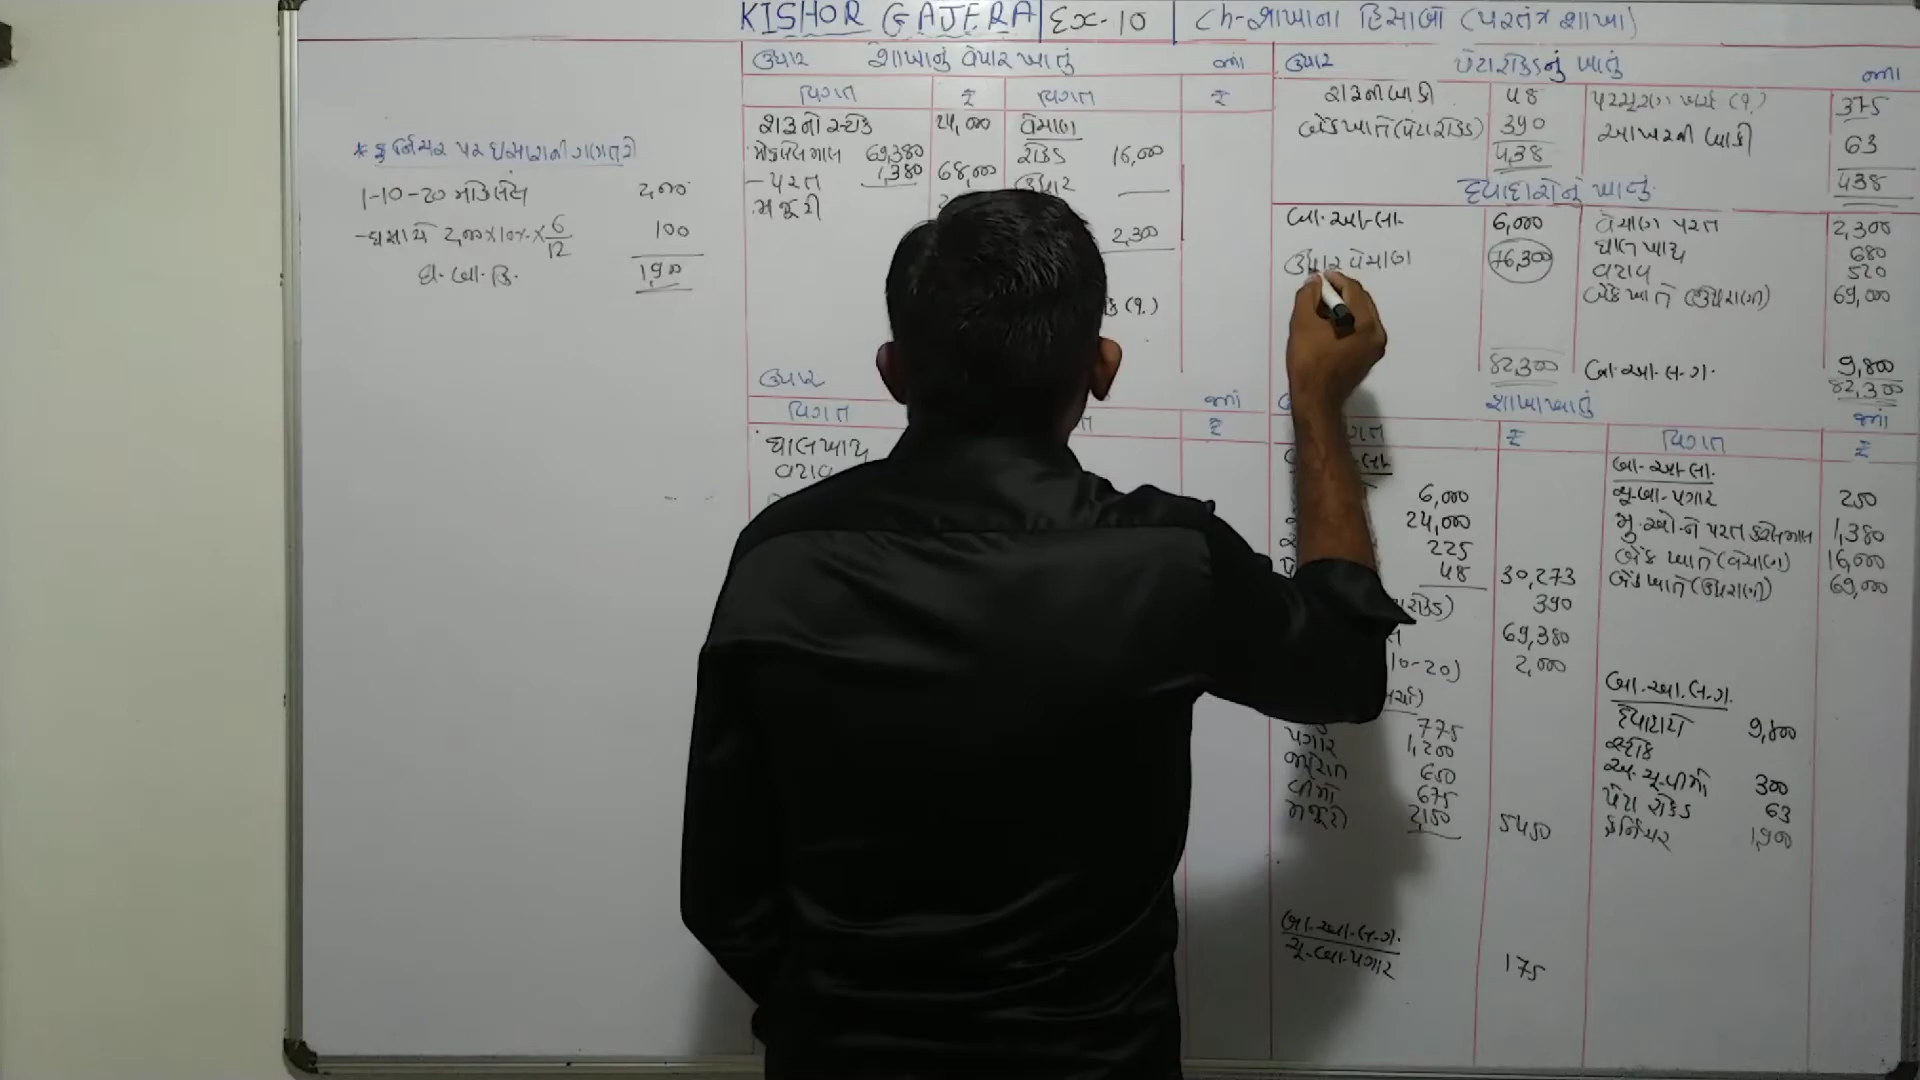 KISHOR GAJERA Ex-10 Ch-શાખાના હિસાબો (પરતંત્ર શાખા)
* ફર્નિચર પર ઘસારાની ગણતરી
1-10-20
2,000
-ઘસારો 2,000x10%x 6/12 100
ઘ.બા.કિં. 1,900
ઉધાર શાખાનું વેપાર ખાતું જમા
વિગત ₹ વિગત ₹
શરૂનો સ્ટોક 24,000 વેચાણ
મોકલેલ માલ 69,380 રોકડ 16,000
- પરત 1,380 68,000 ઉધાર
મજૂરી
2,300
(૧.)
ઉધાર જમા
વિગત ₹
ઘાલખાધ
વટાવ
ઉધાર પેટારોકડનું ખાતું જમા
શરૂની બાકી 48 પરચૂરણ ખર્ચ (૧.) 375
બેંક ખાતે (પેટા રોકડ) 390 આખરની બાકી 63
438 438
દેવાદારોનું ખાતું
બા.આ.લા. 6,000 વેચાણ પરત 2,300
ઉધાર વેચાણ 76,300 ઘાલખાધ 680
વટાવ 520
બેંક ખાતે (ઉઘરાણી) 69,000
82,300 બા.આ.લ.ગ. 9,800
82,300
શાખાખાતું જમા
ગત ₹ વિગત ₹
બા.આ.લા.
6,000 ચૂ.બા.પગાર 250
24,000 મુ.ઓ.ને પરત કરેલ માલ 1,380
225 બેંક ખાતે (વેચાણ) 16,000
48 30,273 બેંક ખાતે (ઉઘરાણી) 69,000
રોકડ) 390
69,380
10-20) 2,000
બા.આ.લ.ગ.
775 દેવાદારો 9,800
પગાર 1,200 સ્ટોક
જાહેરાત 650 અ.ચૂ.વીમો 300
વીમો 675 પેટા રોકડ 63
મજૂરી 2,150 5450 ફર્નિચર 1,900
બા.આ.લ.ગ.
ચૂ.બા.પગાર 175